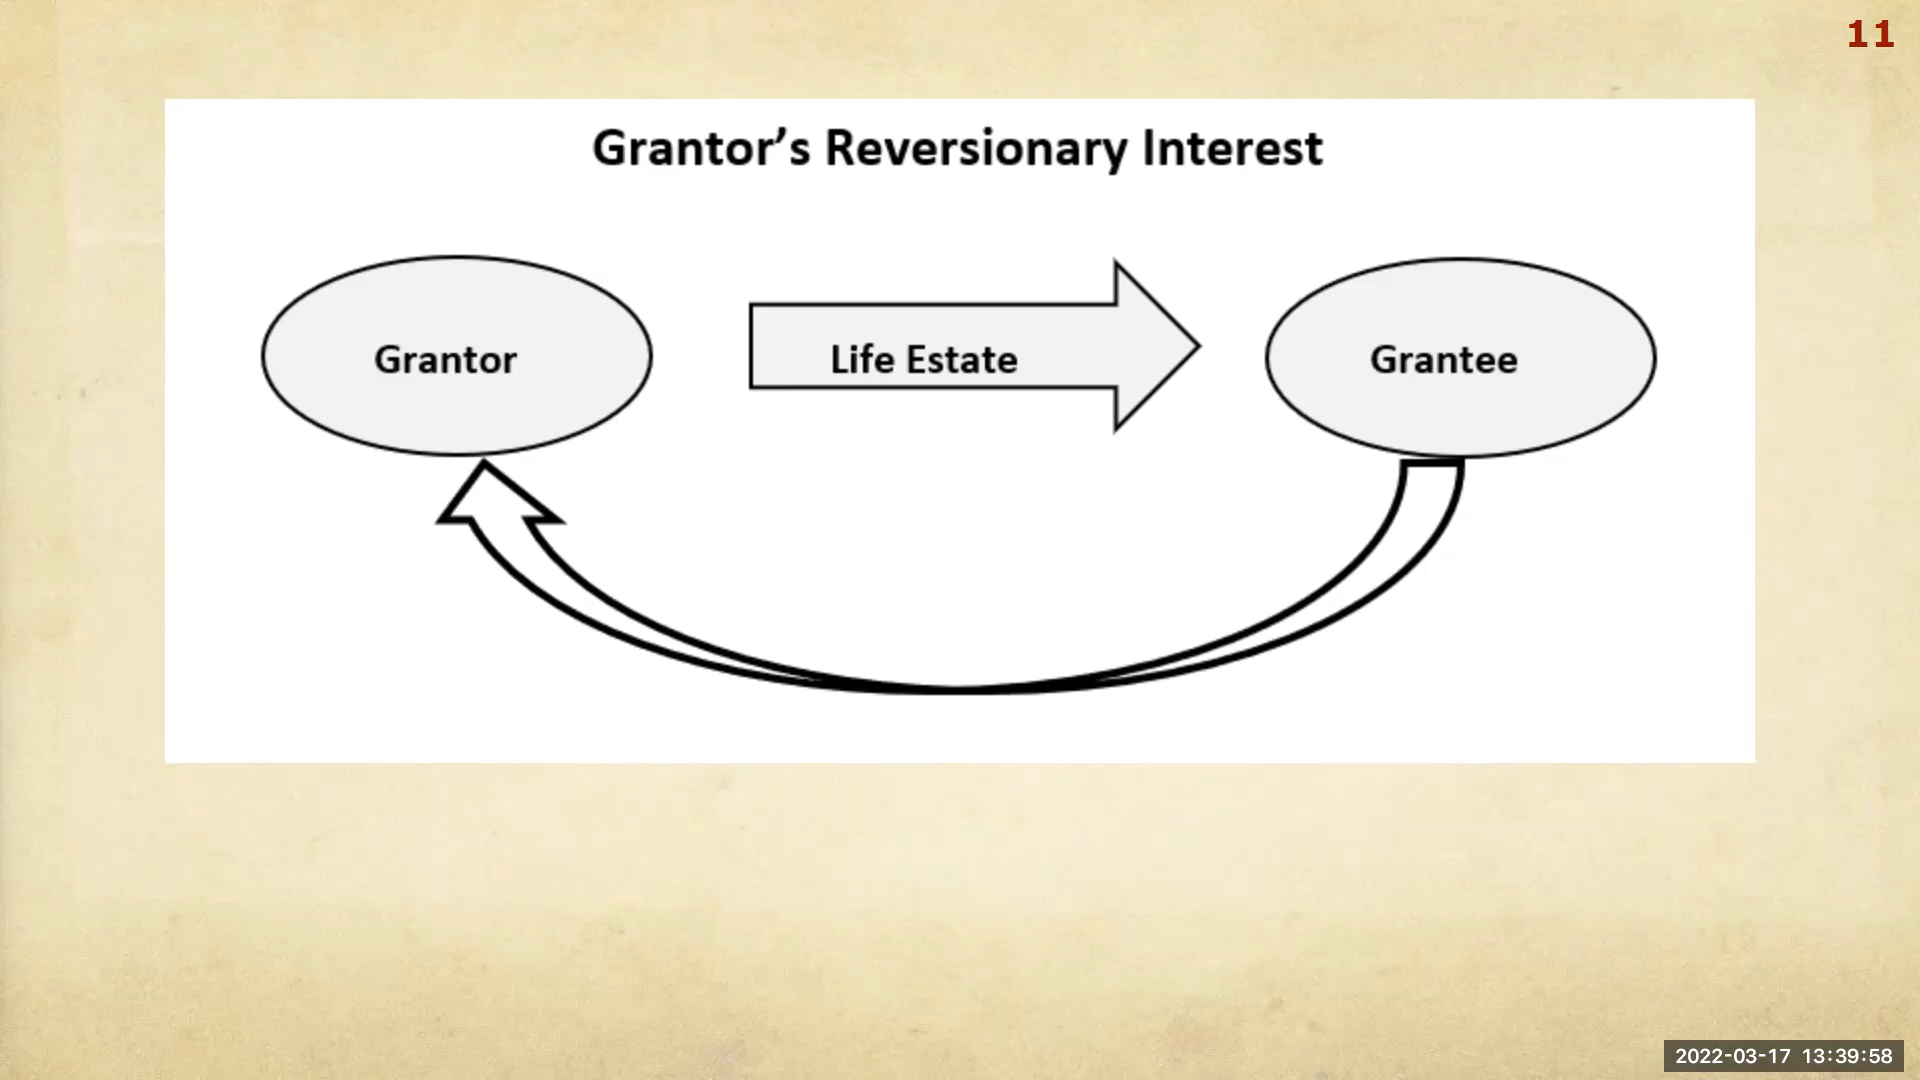 11
Grantor’s Reversionary Interest
Grantor
Life Estate
Grantee
2022-03-17 13:39:58